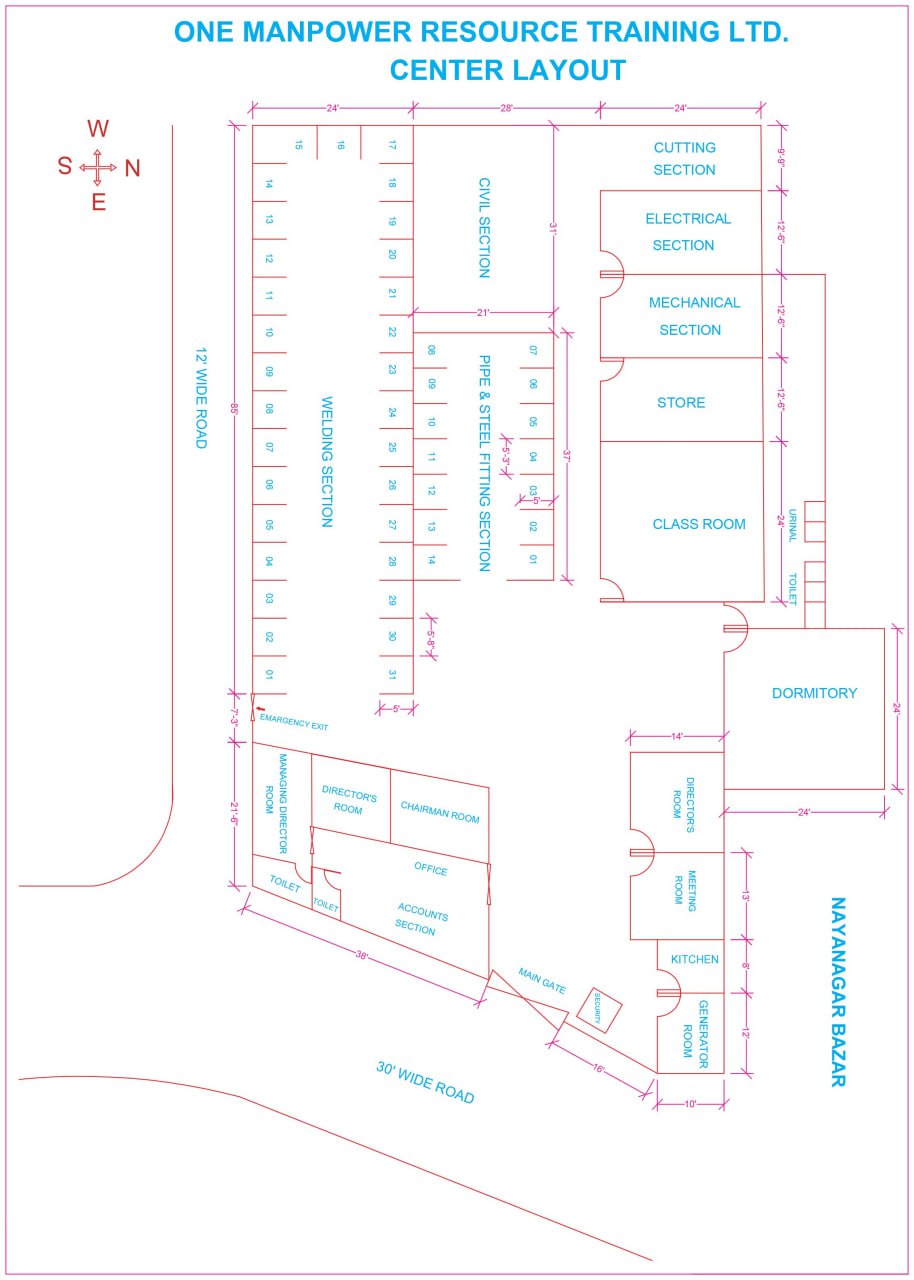 ONE MANPOWER RESOURCE TRAINING LTD.
CENTER LAYOUT
NAYANAGAR BAZAR
24'
24'
DORMITORY
URINAL
TOILET
9'-9"
12'-6"
12'-6"
12'-6"
24'
24'
CUTTING
SECTION
ELECTRICAL
SECTION
MECHANICAL
SECTION
STORE
CLASS ROOM
13'
8'
12'
14'
10'
DIRECTOR'S
ROOM
MEETING
ROOM
KITCHEN
GENERATOR
ROOM
SECURITY
16'
MAIN GATE
31'
37'
28'
21'
07
06
05
04
03
02
01
5'
5'-3"
CIVIL SECTION
PIPE & STEEL FITTING SECTION
08
09
10
11
12
13
14
5'-8"
5'
17
18
19
20
21
22
23
24
25
26
27
28
29
30
31
16
15
24'
WELDING SECTION
14
13
12
11
10
09
08
07
06
05
04
03
02
01
EMARGENCY EXIT
CHAIRMAN ROOM
OFFICE
ACCOUNTS
SECTION
DIRECTOR'S
ROOM
TOILET
MANAGING DIRECTOR
ROOM
TOILET
38'
30' WIDE ROAD
85'
7'-3"
21'-6"
12' WIDE ROAD
N
W
E
S